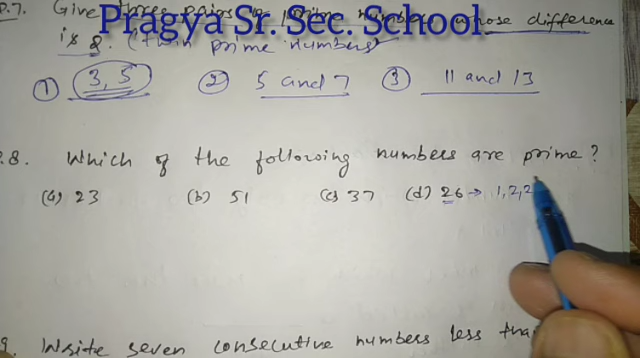 Pragya Sr. Sec. School
Q.7. Give three pairs of prime numbers whose difference
is 2. (twin prime numbers)
① 3, 5 ② 5 and 7 ③ 11 and 13
.8. Which of the following numbers are prime?
(a) 23 (b) 51 (c) 37 (d) 26 → 1, 2, 2
9. Write seven consecutive numbers less tha